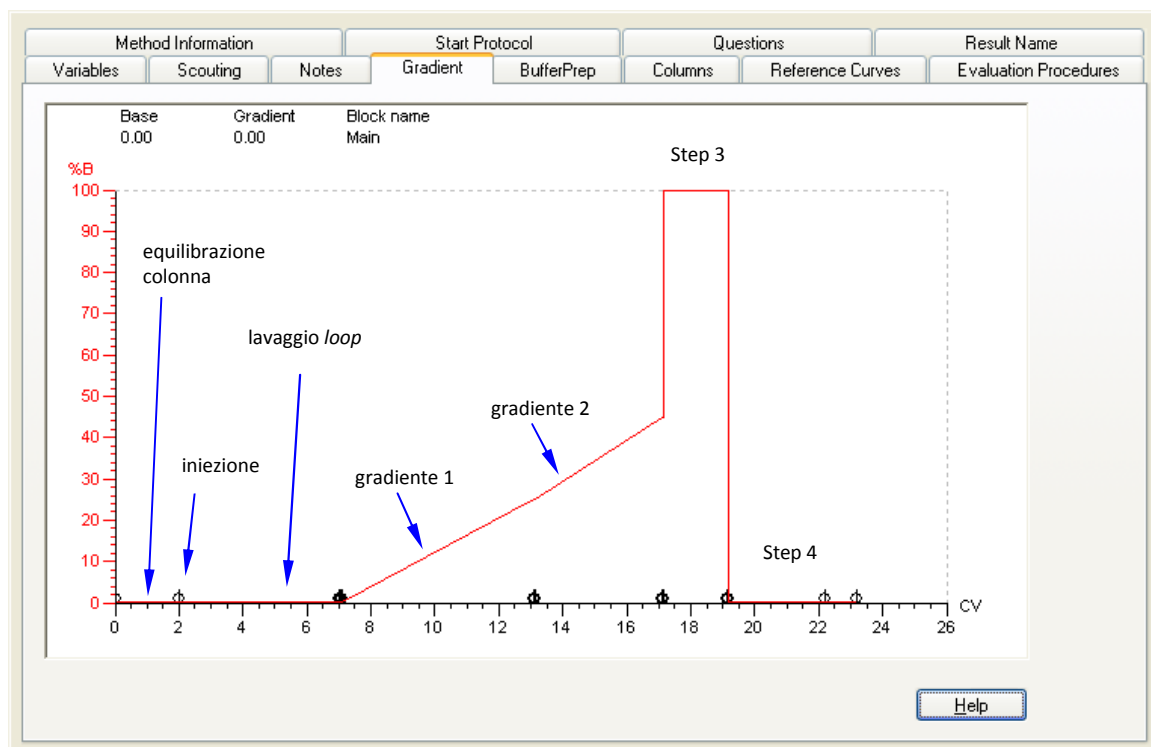 Method Information Start Protocol Questions Result Name
Variables Scouting Notes Gradient BufferPrep Columns Reference Curves Evaluation Procedures
Base Gradient Block name
0.00 0.00 Main
Step 3
%B
100
90
equilibrazione
colonna
80
70
lavaggio loop
60
50
gradiente 2
40
iniezione
gradiente 1
30
20
Step 4
10
0
CV
0 2 4 6 8 10 12 14 16 18 20 22 24 26
Help